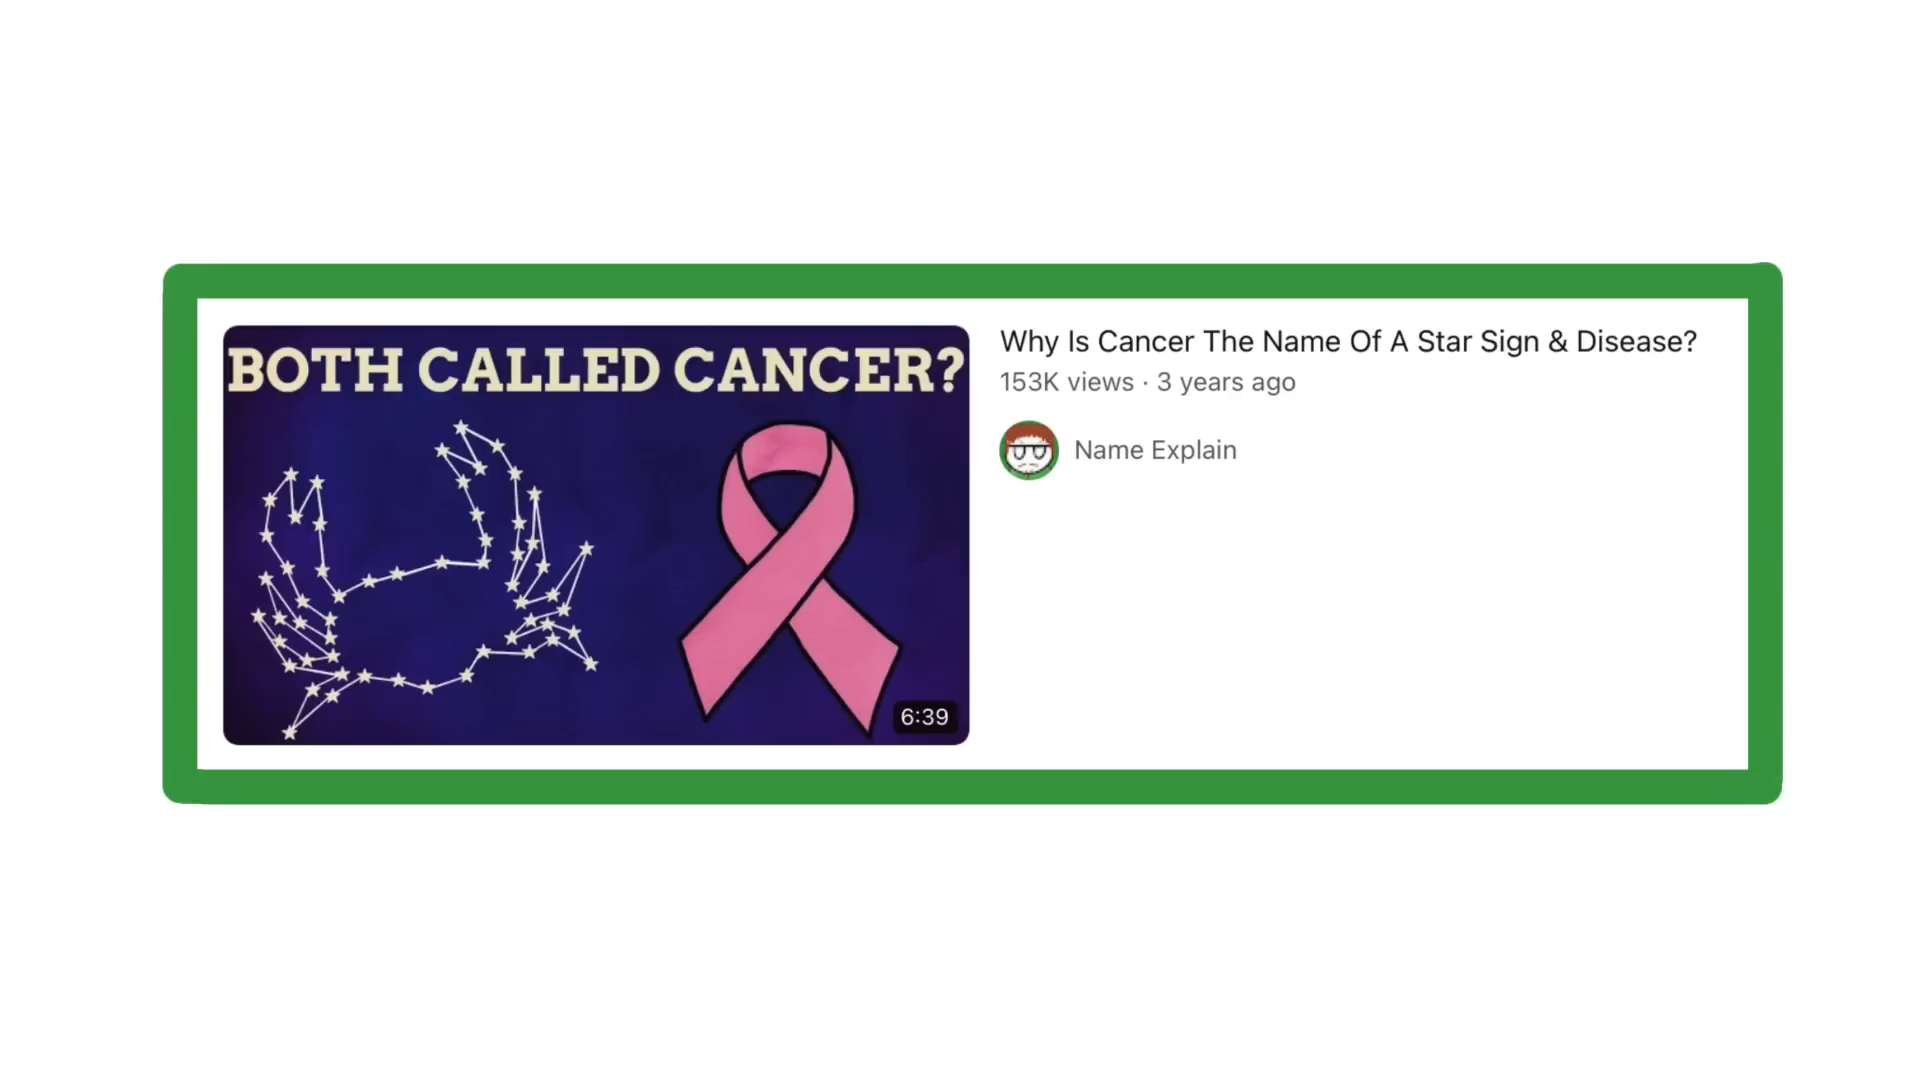 BOTH CALLED CANCER?
6:39
Why Is Cancer The Name Of A Star Sign & Disease?
153K views · 3 years ago
Name Explain